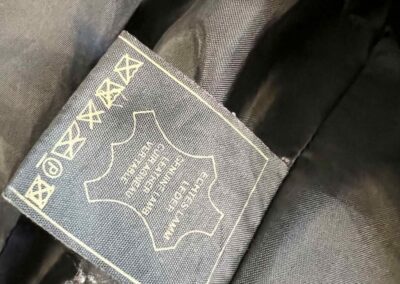 ECHTES LAMM
LEDER
GENUINE LAMB
LEATHER
CUIR AGNEAU
VERITABLE
P